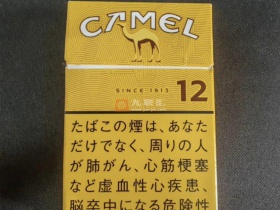 CAMEL
SINCE 1913
12
たばこの煙は、あなた
だけでなく、周りの人
が肺がん、心筋梗塞
など虚血性心疾患、
脳卒中になる危険性